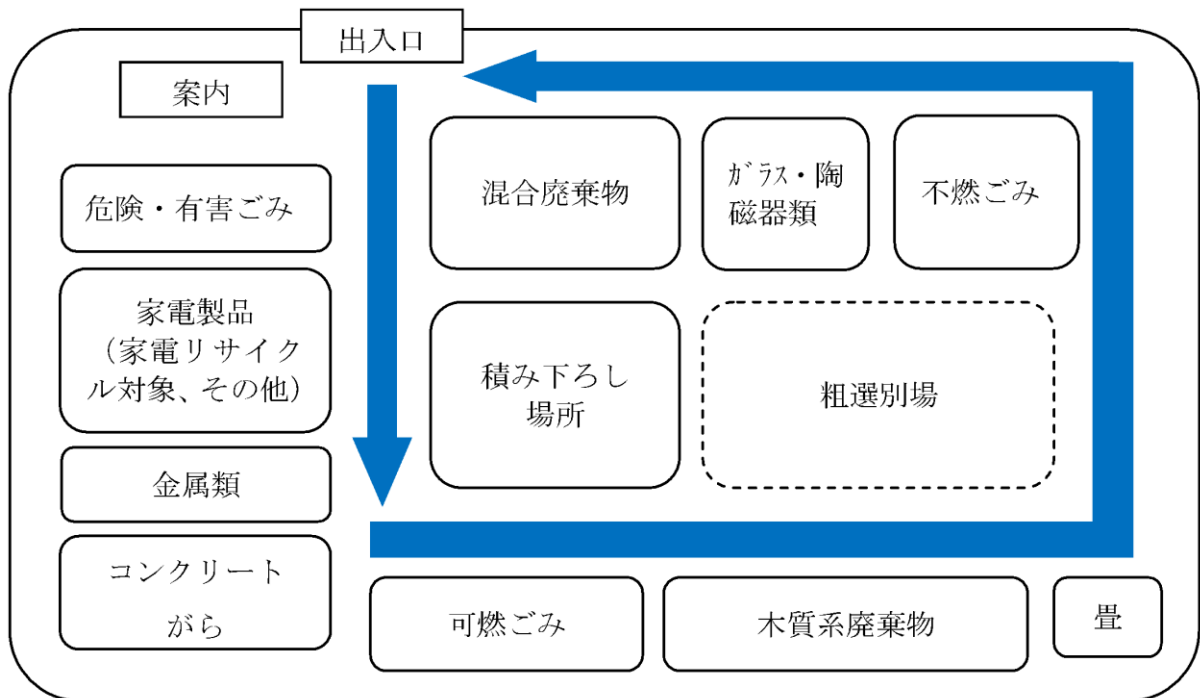 出入口
案内
危険・有害ごみ
家電製品
（家電リサイク
ル対象、その他）
金属類
コンクリート
がら
混合廃棄物
ｶﾞﾗｽ・陶
磁器類
不燃ごみ
積み下ろし
場所
粗選別場
可燃ごみ
木質系廃棄物
畳